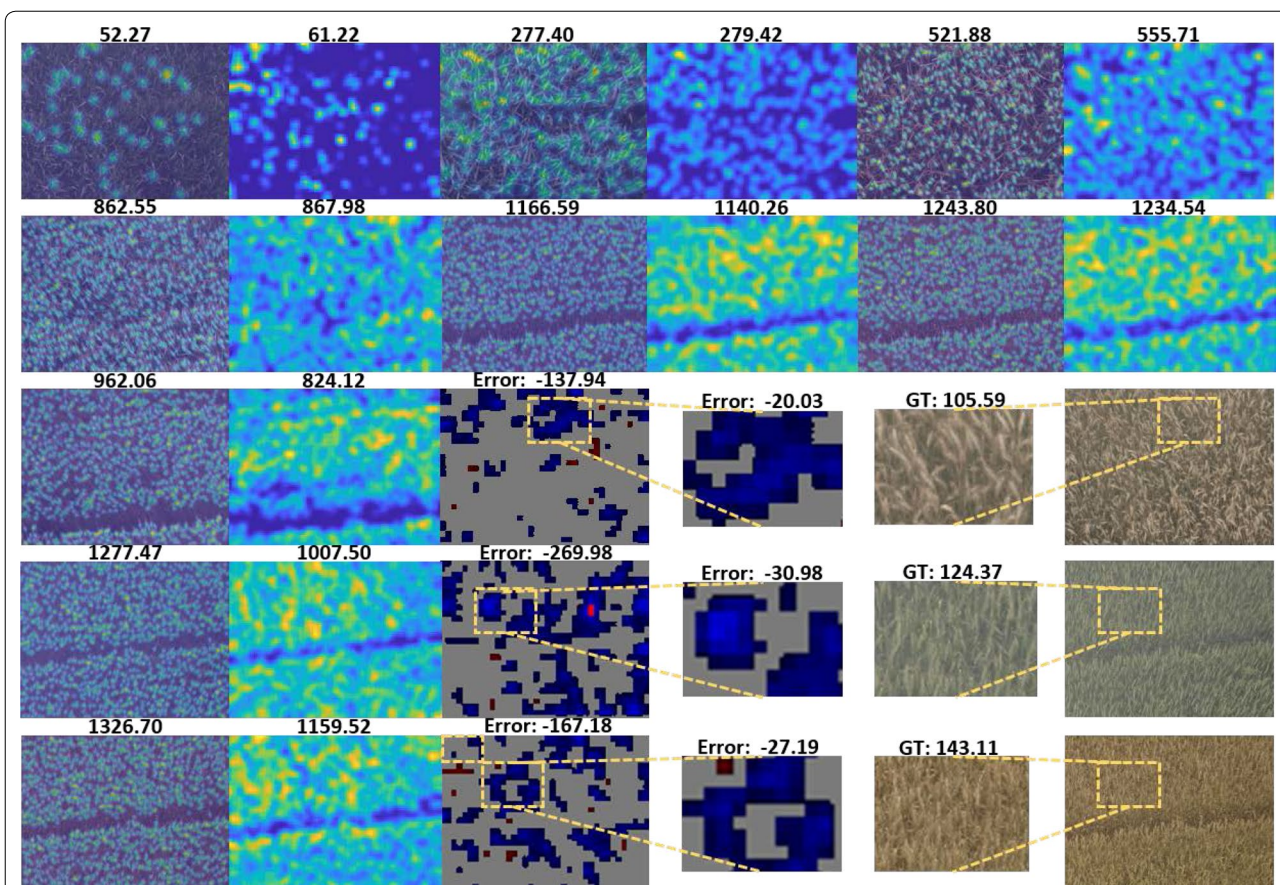 52.27 61.22 277.40 279.42 521.88 555.71
862.55 867.98 1166.59 1140.26 1243.80 1234.54
962.06 824.12 Error: -137.94 Error: -20.03 GT: 105.59
1277.47 1007.50 Error: -269.98 Error: -30.98 GT: 124.37
1326.70 1159.52 Error: -167.18 Error: -27.19 GT: 143.11